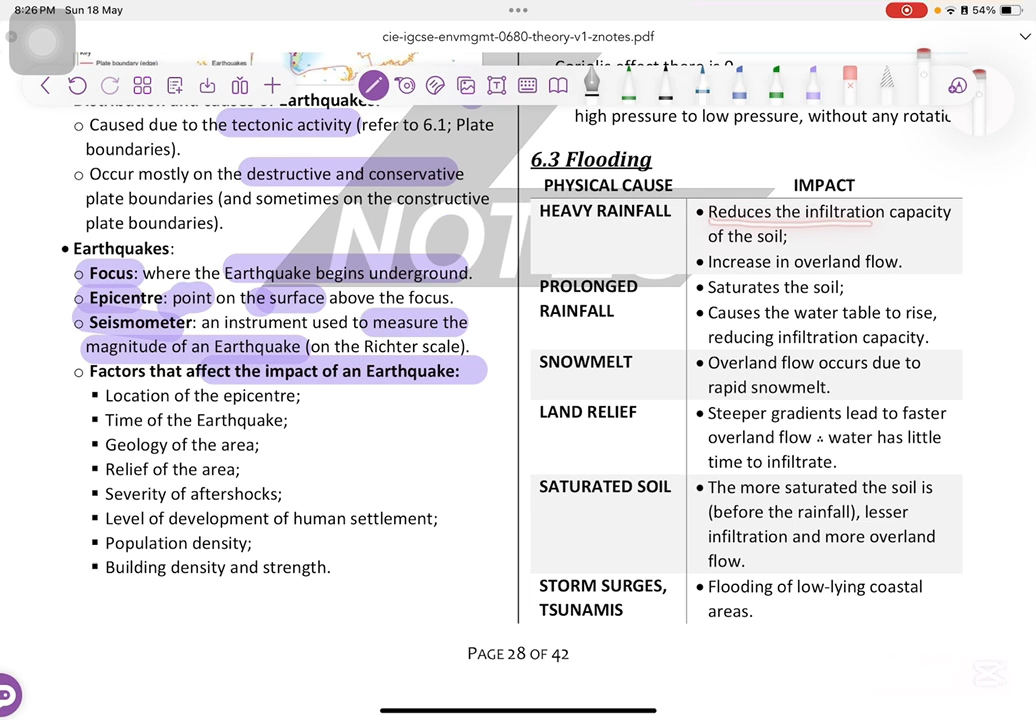 8:26 PM Sun 18 May
54%
cie-igcse-envmgmt-0680-theory-v1-znotes.pdf
Plate boundary (edge) Earthquakes
Distribution and causes of Earthquakes:
o Caused due to the tectonic activity (refer to 6.1; Plate
boundaries).
o Occur mostly on the destructive and conservative
plate boundaries (and sometimes on the constructive
plate boundaries).
• Earthquakes:
o Focus: where the Earthquake begins underground.
o Epicentre: point on the surface above the focus.
o Seismometer: an instrument used to measure the
magnitude of an Earthquake (on the Richter scale).
o Factors that affect the impact of an Earthquake:
▪ Location of the epicentre;
▪ Time of the Earthquake;
▪ Geology of the area;
▪ Relief of the area;
▪ Severity of aftershocks;
▪ Level of development of human settlement;
▪ Population density;
▪ Building density and strength.
Coriolis effect there is 0
high pressure to low pressure, without any
6.3 Flooding
PHYSICAL CAUSE IMPACT
HEAVY RAINFALL • Reduces the infiltration capacity
of the soil;
• Increase in overland flow.
PROLONGED • Saturates the soil;
RAINFALL • Causes the water table to rise,
reducing infiltration capacity.
SNOWMELT • Overland flow occurs due to
rapid snowmelt.
LAND RELIEF • Steeper gradients lead to faster
overland flow ∴ water has little
time to infiltrate.
SATURATED SOIL • The more saturated the soil is
(before the rainfall), lesser
infiltration and more overland
flow.
STORM SURGES, • Flooding of low-lying coastal
TSUNAMIS areas.
NOTES
PAGE 28 OF 42